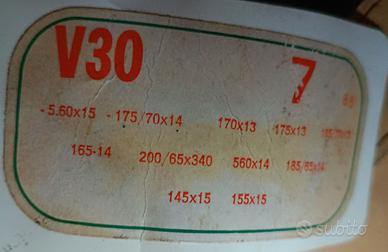 V30 7
- 5.60x15 - 175/70x14 170x13 175x13
165-14 200/65x340 560x14 185/65x14
145x15 155x15
subito